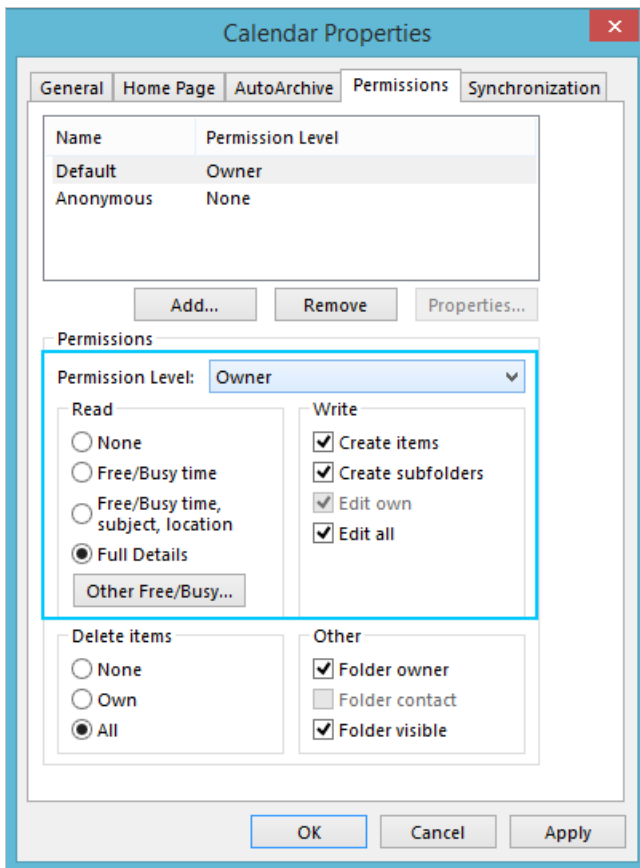 Calendar Properties
General Home Page AutoArchive Permissions Synchronization
Name Permission Level
Default Owner
Anonymous None
Add... Remove Properties...
Permissions
Permission Level: Owner
Read
None
Free/Busy time
Free/Busy time,
subject, location
Full Details
Other Free/Busy...
Write
Create items
Create subfolders
Edit own
Edit all
Delete items
None
Own
All
Other
Folder owner
Folder contact
Folder visible
OK Cancel Apply